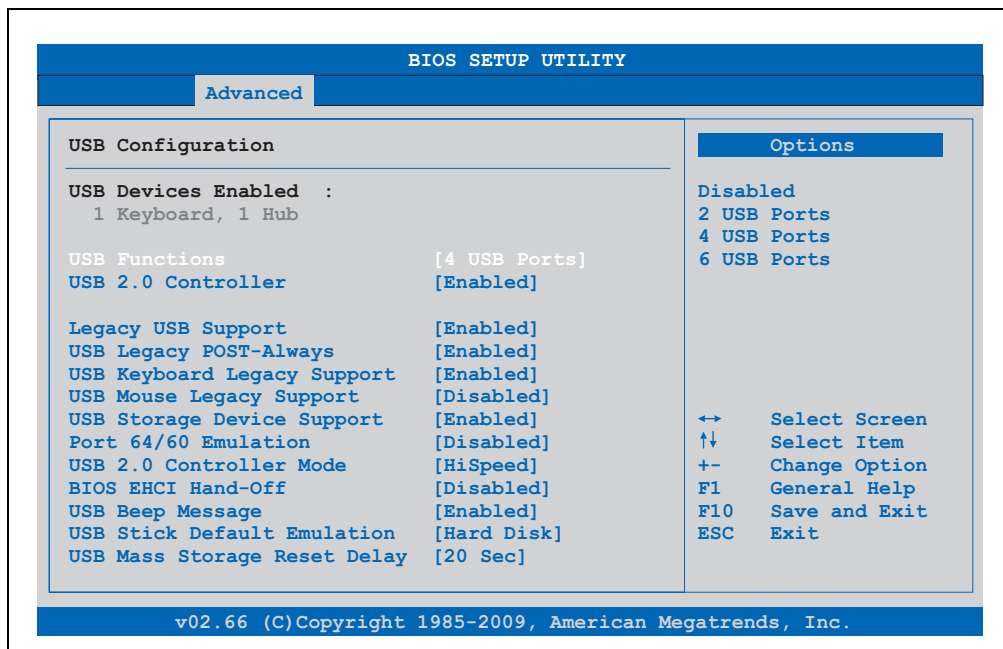 BIOS SETUP UTILITY
Advanced
USB Configuration
USB Devices Enabled :
1 Keyboard, 1 Hub
USB Functions [4 USB Ports]
USB 2.0 Controller [Enabled]
Legacy USB Support [Enabled]
USB Legacy POST-Always [Enabled]
USB Keyboard Legacy Support [Enabled]
USB Mouse Legacy Support [Disabled]
USB Storage Device Support [Enabled]
Port 64/60 Emulation [Disabled]
USB 2.0 Controller Mode [HiSpeed]
BIOS EHCI Hand-Off [Disabled]
USB Beep Message [Enabled]
USB Stick Default Emulation [Hard Disk]
USB Mass Storage Reset Delay [20 Sec]
Options
Disabled
2 USB Ports
4 USB Ports
6 USB Ports
↔ Select Screen
↑↓ Select Item
+- Change Option
F1 General Help
F10 Save and Exit
ESC Exit
v02.66 (C)Copyright 1985-2009, American Megatrends, Inc.